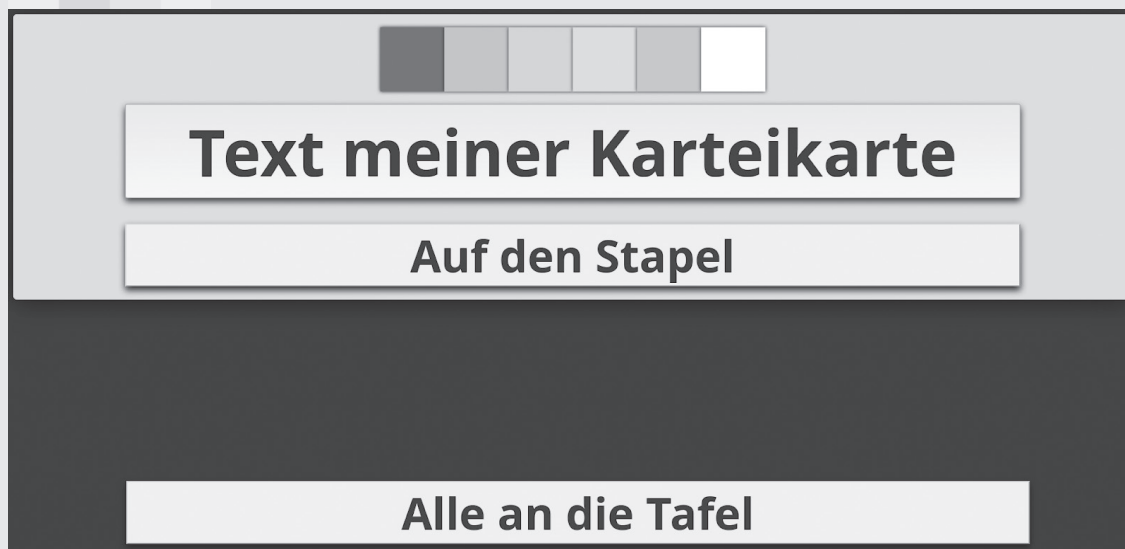 Text meiner Karteikarte
Auf den Stapel
Alle an die Tafel